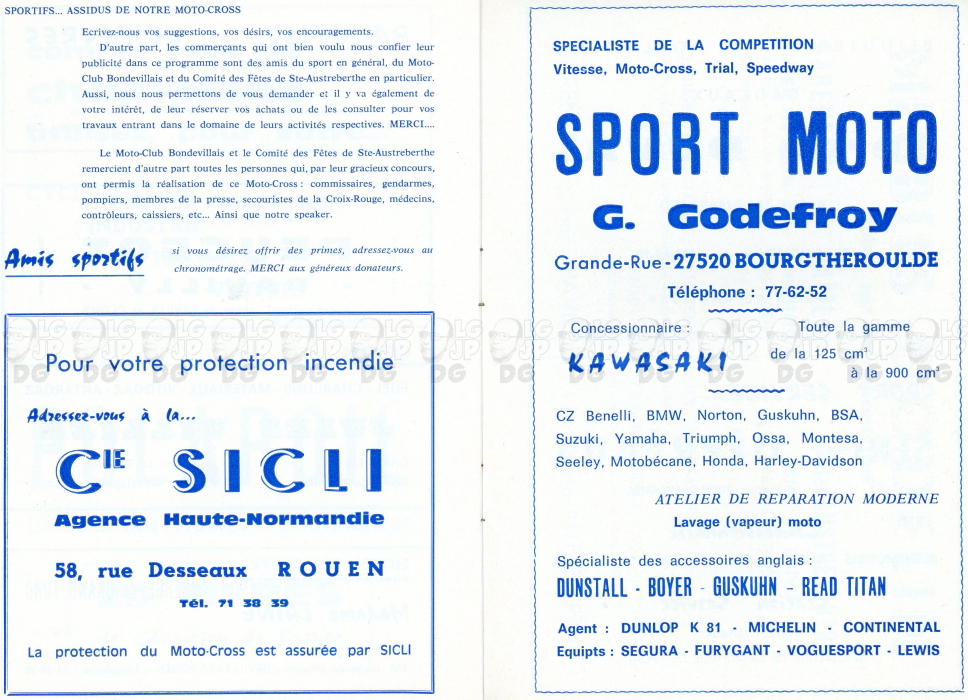 SPORTIFS... ASSIDUS DE NOTRE MOTO-CROSS
Ecrivez-nous vos suggestions, vos désirs, vos encouragements.
D'autre part, les commerçants qui ont bien voulu nous confier leur
publicité dans ce programme sont des amis du sport en général, du Moto-
Club Bondevillais et du Comité des Fêtes de Ste-Austreberthe en particulier.
Aussi, nous nous permettons de vous demander et il y va également de
votre intérêt, de leur réserver vos achats ou de les consulter pour vos
travaux entrant dans le domaine de leurs activités respectives. MERCI....
Le Moto-Club Bondevillais et le Comité des Fêtes de Ste-Austreberthe
remercient d'autre part toutes les personnes qui, par leur gracieux concours,
ont permis la réalisation de ce Moto-Cross : commissaires, gendarmes,
pompiers, membres de la presse, secouristes de la Croix-Rouge, médecins,
contrôleurs, caissiers, etc... Ainsi que notre speaker.
Amis sportifs
si vous désirez offrir des primes, adressez-vous au
chronométrage. MERCI aux généreux donateurs.
Pour votre protection incendie
Adressez-vous à la...
CIE SICLI
Agence Haute-Normandie
58, rue Desseaux ROUEN
Tél. 71 38 39
La protection du Moto-Cross est assurée par SICLI
SPECIALISTE DE LA COMPETITION
Vitesse, Moto-Cross, Trial, Speedway
SPORT MOTO
G. Godefroy
Grande-Rue - 27520 BOURGTHEROULDE
Téléphone : 77-62-52
Concessionnaire :
KAWASAKI
Toute la gamme
de la 125 cm³
à la 900 cm³
CZ Benelli, BMW, Norton, Guskuhn, BSA,
Suzuki, Yamaha, Triumph, Ossa, Montesa,
Seeley, Motobécane, Honda, Harley-Davidson
ATELIER DE REPARATION MODERNE
Lavage (vapeur) moto
Spécialiste des accessoires anglais :
DUNSTALL - BOYER - GUSKUHN - READ TITAN
Agent : DUNLOP K 81 - MICHELIN - CONTINENTAL
Equipts : SEGURA - FURYGANT - VOGUESPORT - LEWIS